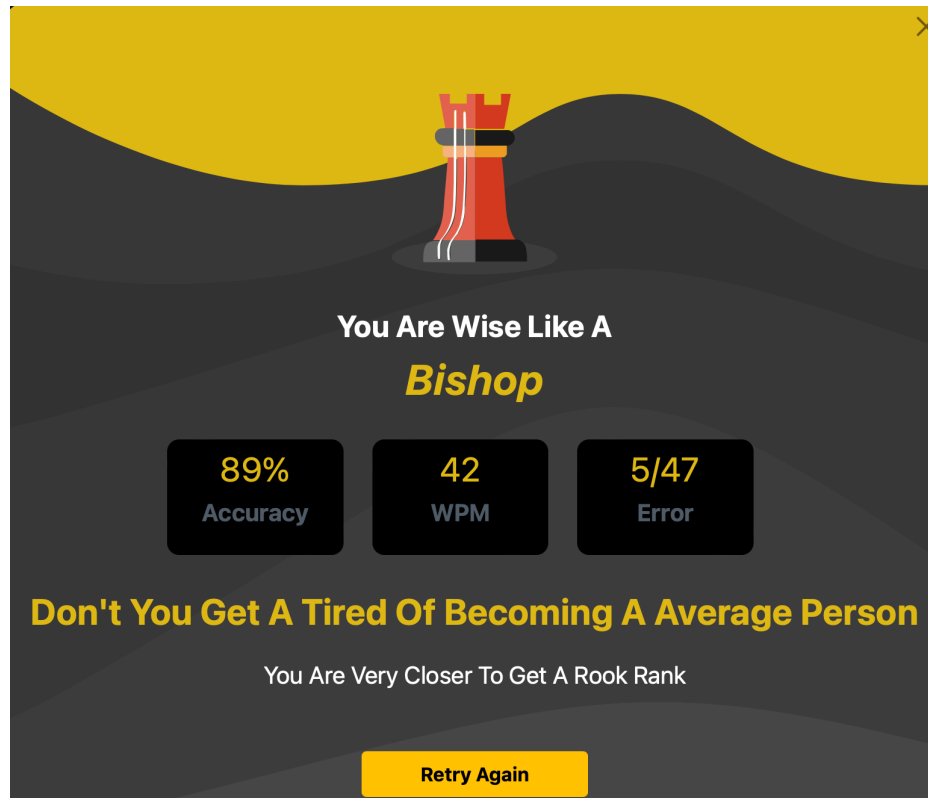 You Are Wise Like A
Bishop
89%
Accuracy
42
WPM
5/47
Error
Don't You Get A Tired Of Becoming A Average Person
You Are Very Closer To Get A Rook Rank
Retry Again